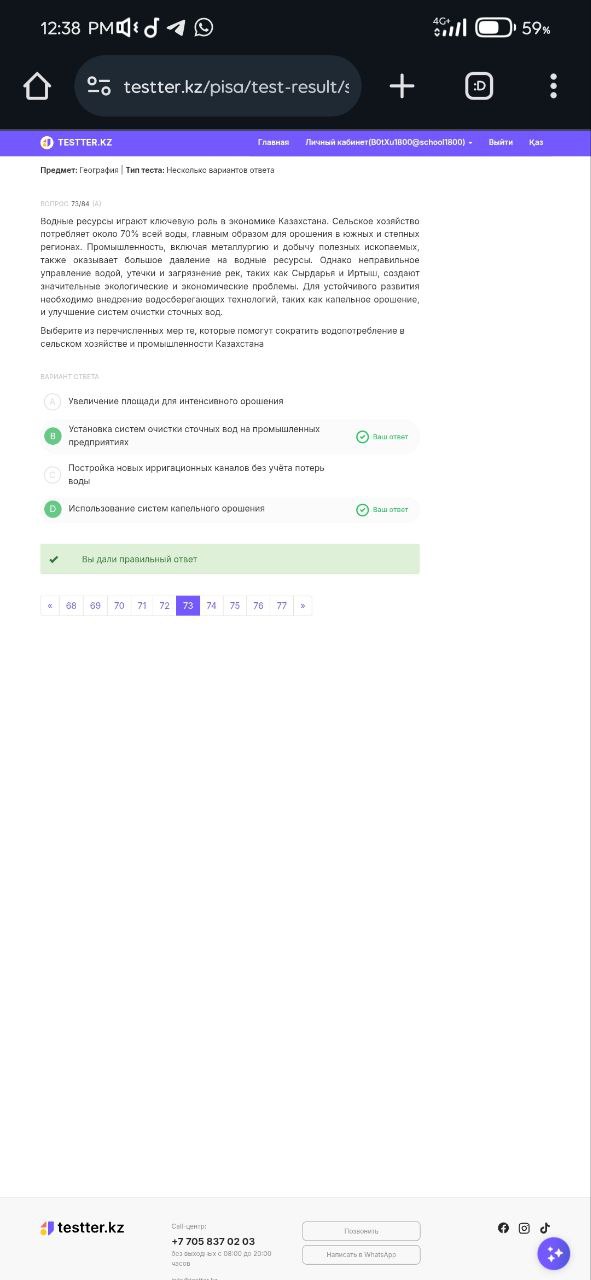 12:38 PM
4G+
59%
testter.kz/pisa/test-result/s
:D
TESTTER.KZ Главная Личный кабинет(B0tXu1800@school1800) Выйти Қаз
Предмет: География | Тип теста: Несколько вариантов ответа
ВОПРОС 73/84 (A)
Водные ресурсы играют ключевую роль в экономике Казахстана. Сельское хозяйство
потребляет около 70% всей воды, главным образом для орошения в южных и степных
регионах. Промышленность, включая металлургию и добычу полезных ископаемых,
также оказывает большое давление на водные ресурсы. Однако неправильное
управление водой, утечки и загрязнение рек, таких как Сырдарья и Иртыш, создают
значительные экологические и экономические проблемы. Для устойчивого развития
необходимо внедрение водосберегающих технологий, таких как капельное орошение,
и улучшение систем очистки сточных вод.
Выберите из перечисленных мер те, которые помогут сократить водопотребление в
сельском хозяйстве и промышленности Казахстана
ВАРИАНТ ОТВЕТА
A Увеличение площади для интенсивного орошения
B Установка систем очистки сточных вод на промышленных
предприятиях
Ваш ответ
C Постройка новых ирригационных каналов без учёта потерь
воды
D Использование систем капельного орошения Ваш ответ
Вы дали правильный ответ
« 68 69 70 71 72 73 74 75 76 77 »
testter.kz
Call-центр:
+7 705 837 02 03
без выходных с 08:00 до 20:00
часов
Позвонить
Написать в WhatsApp